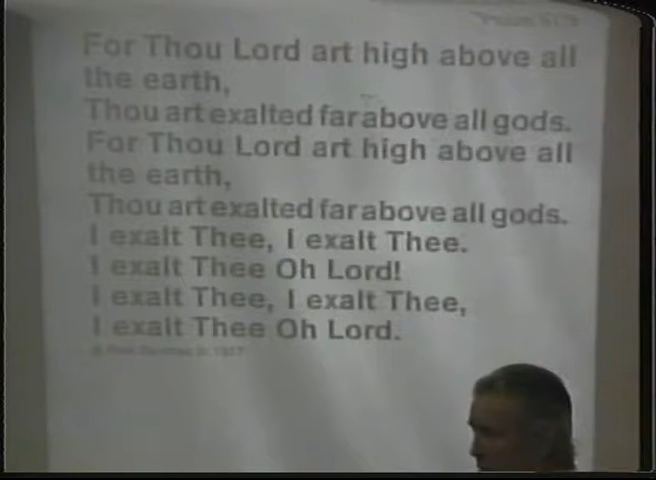 For Thou Lord art high above all
the earth,
Thou art exalted far above all gods.
For Thou Lord art high above all
the earth,
Thou art exalted far above all gods.
I exalt Thee, I exalt Thee.
I exalt Thee Oh Lord!
I exalt Thee, I exalt Thee,
I exalt Thee Oh Lord.